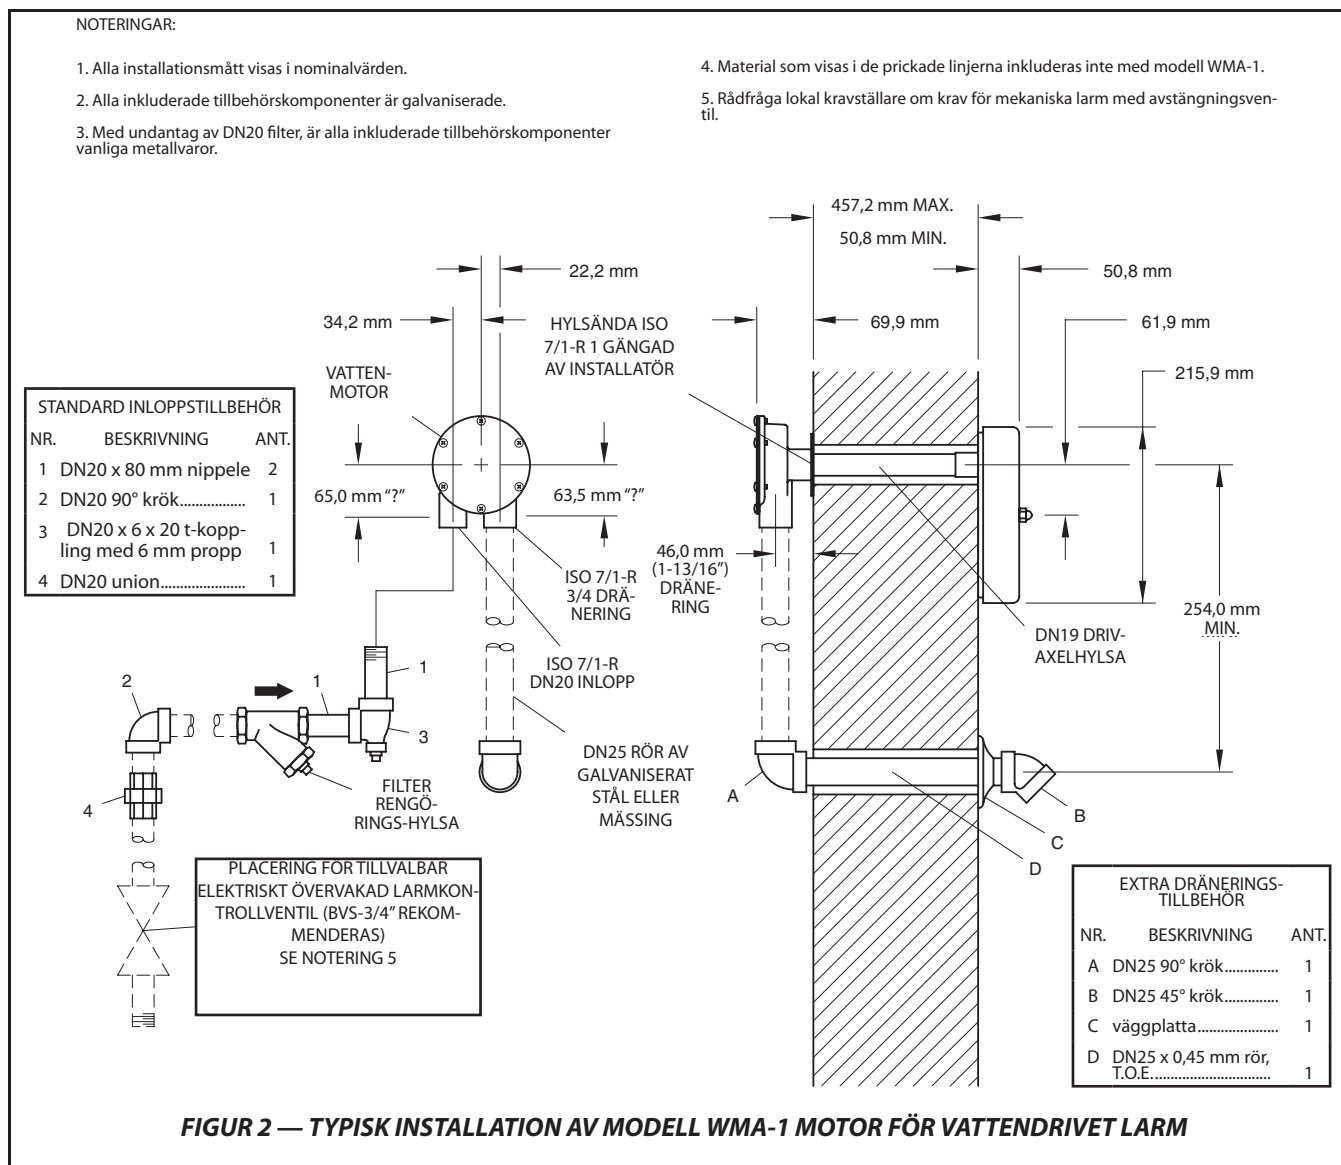 NOTERINGAR:
1. Alla installationsmått visas i nominalvärden.
2. Alla inkluderade tillbehörskomponenter är galvaniserade.
3. Med undantag av DN20 filter, är alla inkluderade tillbehörskomponenter
vanliga metallvaror.
4. Material som visas i de prickade linjerna inkluderas inte med modell WMA-1.
5. Rådfråga lokal kravställare om krav för mekaniska larm med avstängningsven-
til.
457,2 mm MAX.
50,8 mm MIN.
22,2 mm
50,8 mm
34,2 mm
HYLSÄNDA ISO
7/1-R 1 GÄNGAD
AV INSTALLATÖR
69,9 mm
61,9 mm
VATTEN-
MOTOR
215,9 mm
STANDARD INLOPPSTILLBEHÖR
NR. BESKRIVNING ANT.
1 DN20 x 80 mm nippele 2
2 DN20 90° krök................. 1
3 DN20 x 6 x 20 t-kopp-
ling med 6 mm propp 1
4 DN20 union....................... 1
65,0 mm “?”
63,5 mm “?”
46,0 mm
(1-13/16”)
DRÄNE-
RING
ISO 7/1-R
3/4 DRÄ-
NERING
254,0 mm
MIN.
DN19 DRIV-
AXELHYLSA
ISO 7/1-R
DN20 INLOPP
1
2
1
3
4
FILTER
RENGÖ-
RINGS-HYLSA
DN25 RÖR AV
GALVANISERAT
STÅL ELLER
MÄSSING
A
B
C
D
PLACERING FÖR TILLVALBAR
ELEKTRISKT ÖVERVAKAD LARMKON-
TROLLVENTIL (BVS-3/4” REKOM-
MENDERAS)
SE NOTERING 5
EXTRA DRÄNERINGS-
TILLBEHÖR
NR. BESKRIVNING ANT.
A DN25 90° krök.............. 1
B DN25 45° krök.............. 1
C väggplatta..................... 1
D DN25 x 0,45 mm rör,
T.O.E............................... 1
FIGUR 2 — TYPISK INSTALLATION AV MODELL WMA-1 MOTOR FÖR VATTENDRIVET LARM